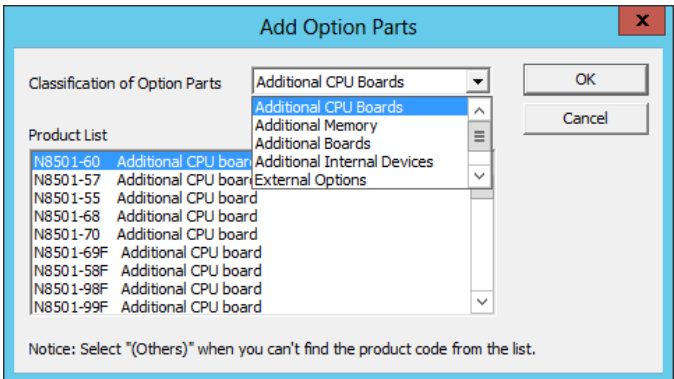 Add Option Parts
x
Classification of Option Parts
Additional CPU Boards
OK
Additional CPU Boards
Additional Memory
Additional Boards
Additional Internal Devices
External Options
Cancel
Product List
N8501-60 Additional CPU boar
N8501-57 Additional CPU boar
N8501-55 Additional CPU board
N8501-68 Additional CPU board
N8501-70 Additional CPU board
N8501-69F Additional CPU board
N8501-58F Additional CPU board
N8501-98F Additional CPU board
N8501-99F Additional CPU board
Notice: Select "(Others)" when you can't find the product code from the list.